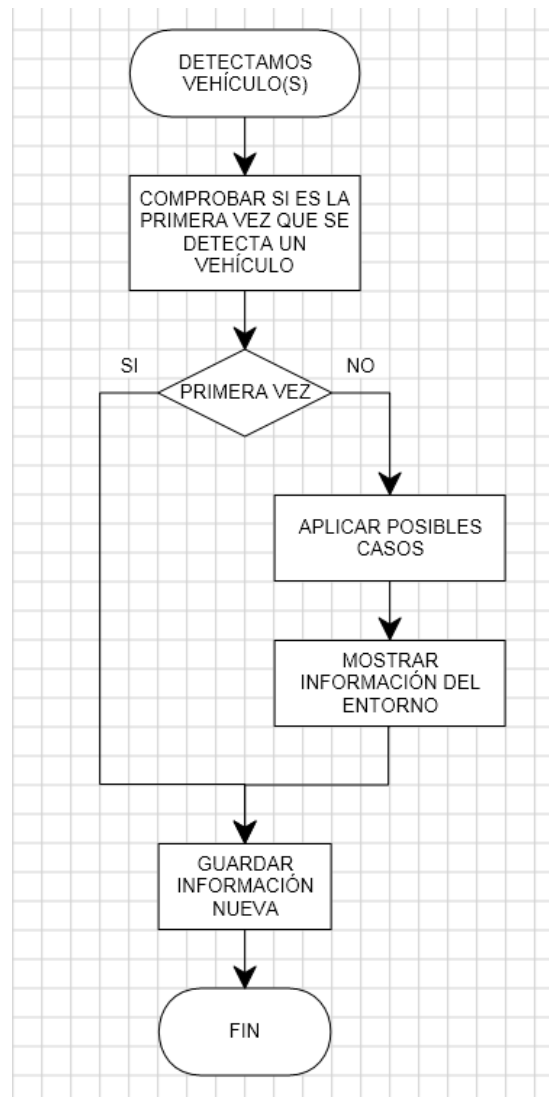 DETECTAMOS
VEHÍCULO(S)
COMPROBAR SI ES LA
PRIMERA VEZ QUE SE
DETECTA UN
VEHÍCULO
SI
NO
PRIMERA VEZ
APLICAR POSIBLES
CASOS
MOSTRAR
INFORMACIÓN DEL
ENTORNO
GUARDAR
INFORMACIÓN
NUEVA
FIN